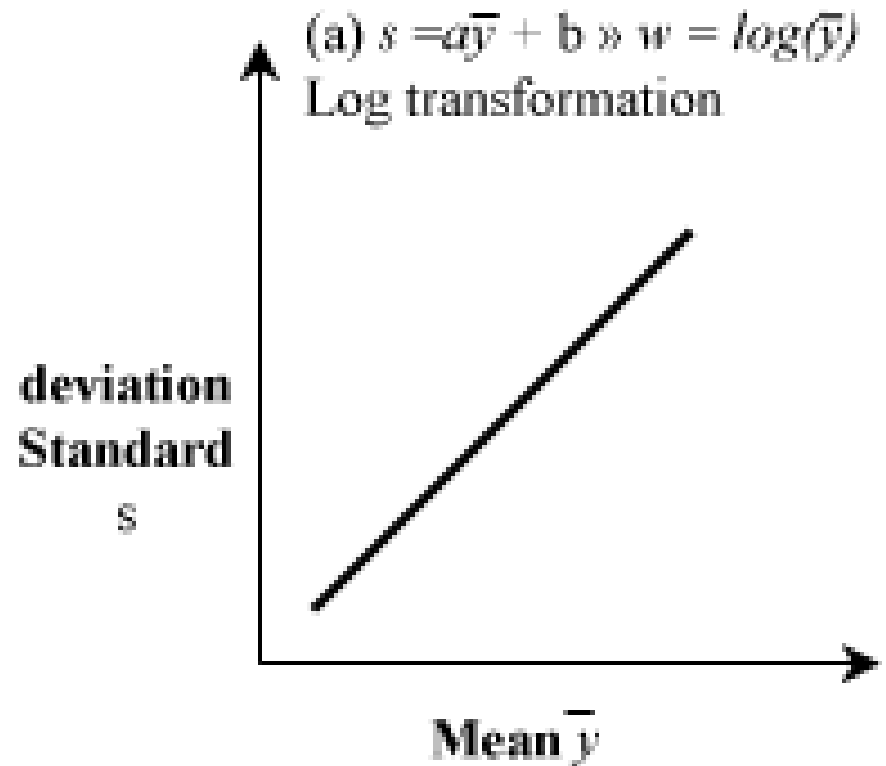 (a) s =aȳ + b » w = log(ȳ)
Log transformation
deviation
Standard
s
Mean ȳ